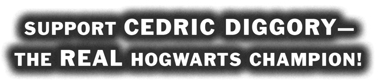 SUPPORT CEDRIC DIGGORY—
THE REAL HOGWARTS CHAMPION!